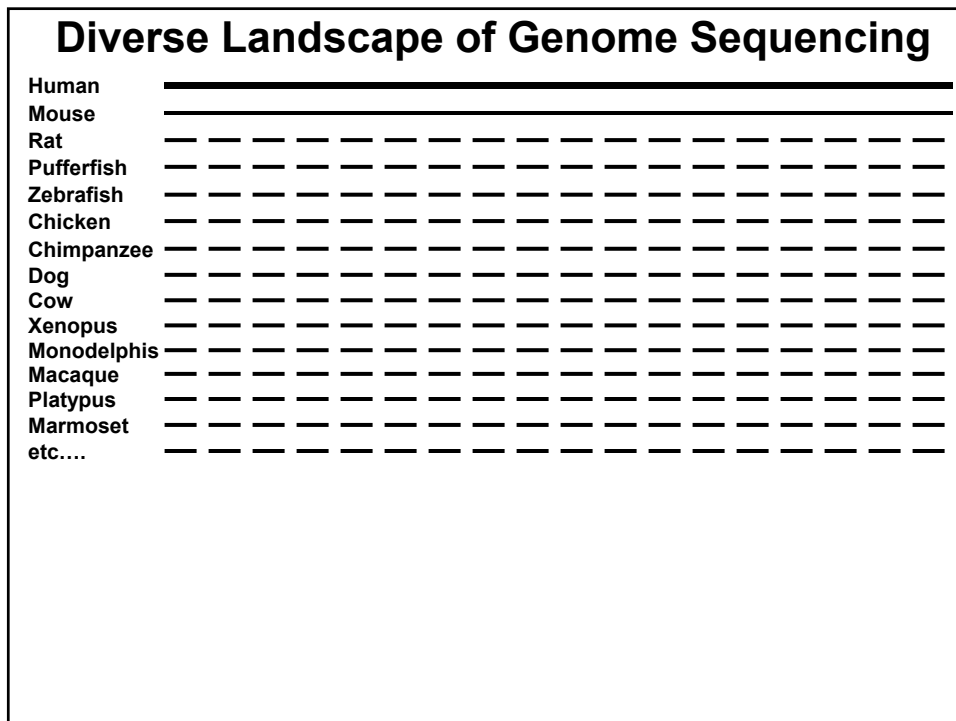 Diverse Landscape of Genome Sequencing
Human
Mouse
Rat
Pufferfish
Zebrafish
Chicken
Chimpanzee
Dog
Cow
Xenopus
Monodelphis
Macaque
Platypus
Marmoset
etc….